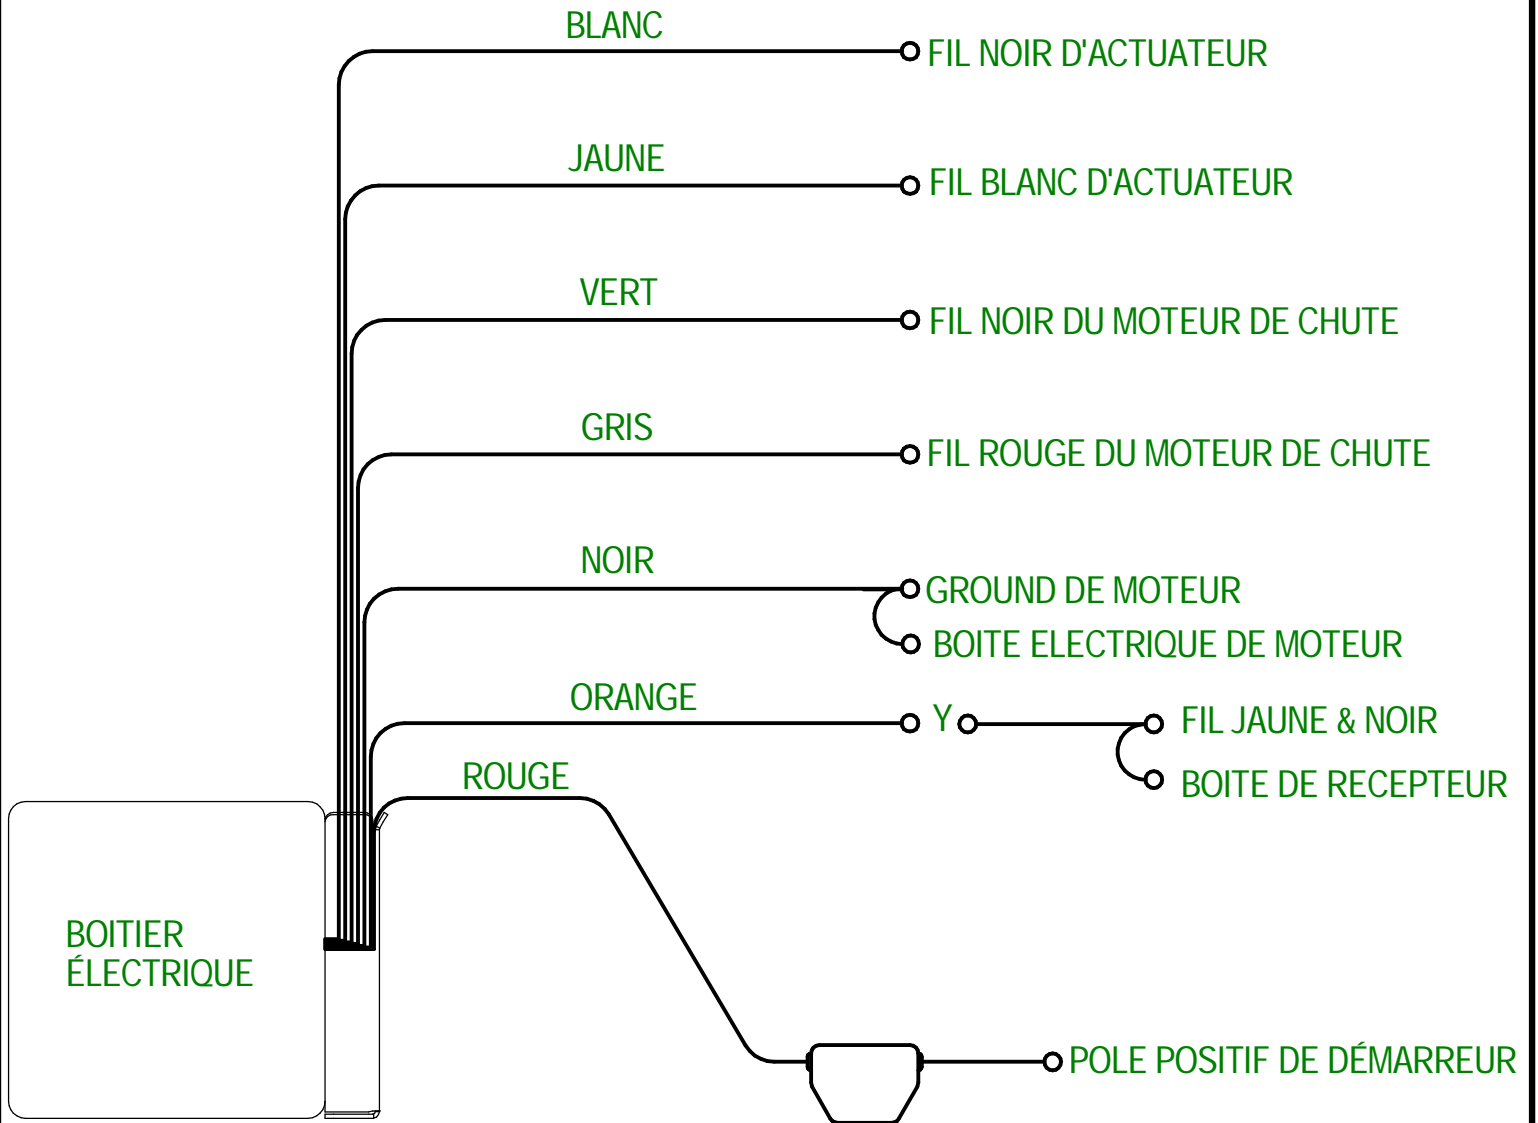 BLANC
FIL NOIR D'ACTUATEUR
JAUNE
FIL BLANC D'ACTUATEUR
VERT
FIL NOIR DU MOTEUR DE CHUTE
GRIS
FIL ROUGE DU MOTEUR DE CHUTE
NOIR
GROUND DE MOTEUR
BOITE ELECTRIQUE DE MOTEUR
ORANGE
Y
FIL JAUNE & NOIR
ROUGE
BOITE DE RECEPTEUR
BOITIER
ÉLECTRIQUE
POLE POSITIF DE DÉMARREUR